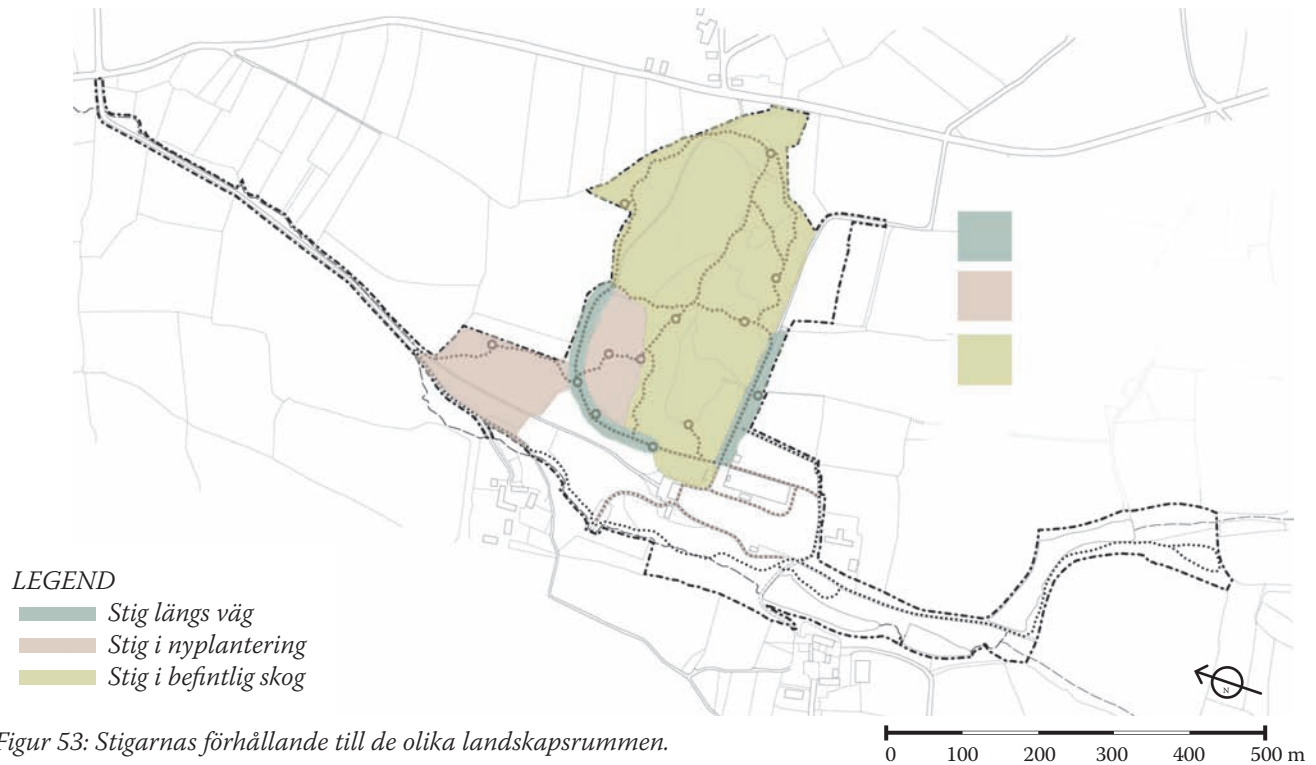 LEGEND
Stig längs väg
Stig i nyplantering
Stig i befintlig skog
N
Figur 53: Stigarnas förhållande till de olika landskapsrummen.
0 100 200 300 400 500 m